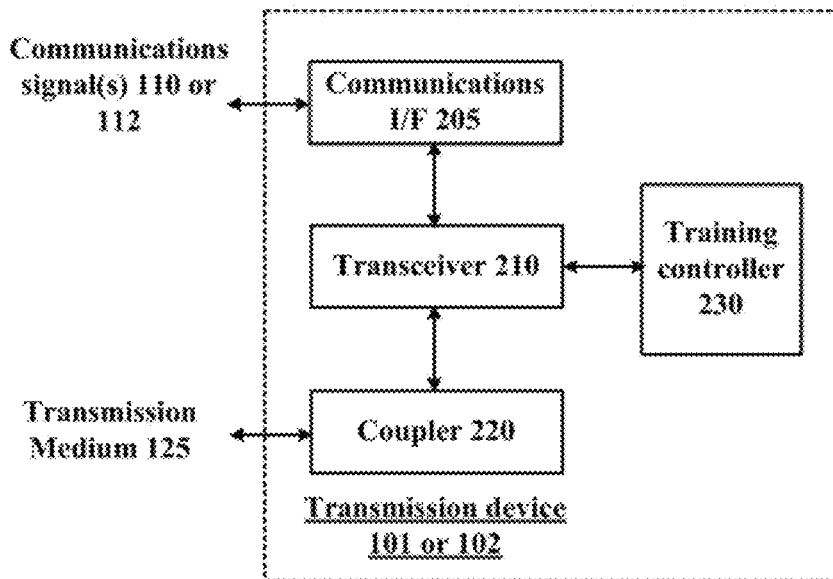 Communications
signal(s) 110 or
112
Communications
I/F 205
Transceiver 210
Training
controller
230
Transmission
Medium 125
Coupler 220
Transmission device
101 or 102